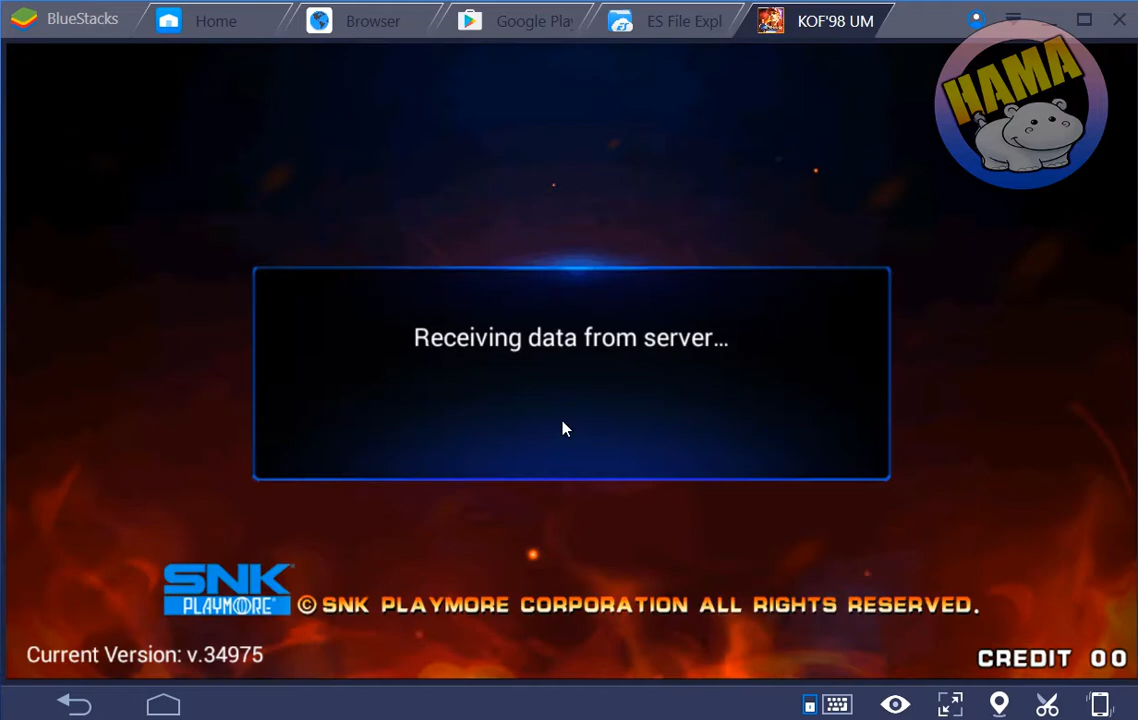 BlueStacks
Home
Browser
Google Play
ES File Expl
KOF'98 UM
HAMA
Receiving data from server...
SNK
PLAYMORE
© SNK PLAYMORE CORPORATION ALL RIGHTS RESERVED.
Current Version: v.34975
CREDIT 00